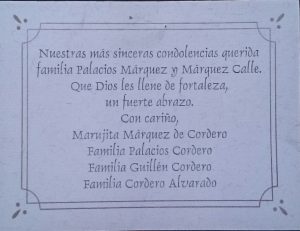 Nuestras más sinceras condolencias querida
familia Palacios Márquez y Márquez Calle.
Que Dios les llene de fortaleza,
un fuerte abrazo.
Con cariño,
Marujita Márquez de Cordero
Familia Palacios Cordero
Familia Guillén Cordero
Familia Cordero Alvarado